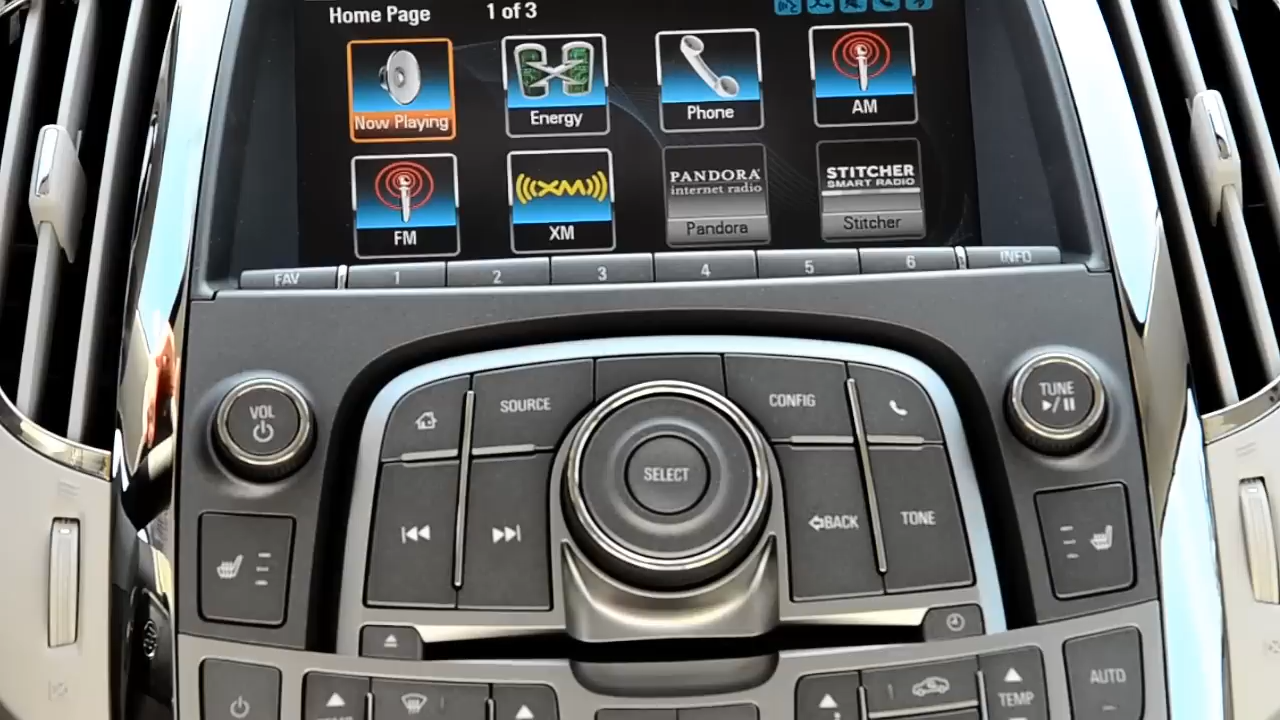 Home Page 1 of 3
Now Playing
Energy
Phone
AM
FM
XM
XM
PANDORA
internet radio
Pandora
STITCHER
SMART RADIO
Stitcher
FAV 1 2 3 4 5 6 INFO
VOL
SOURCE
CONFIG
TUNE
SELECT
BACK
TONE
AUTO
TEMP